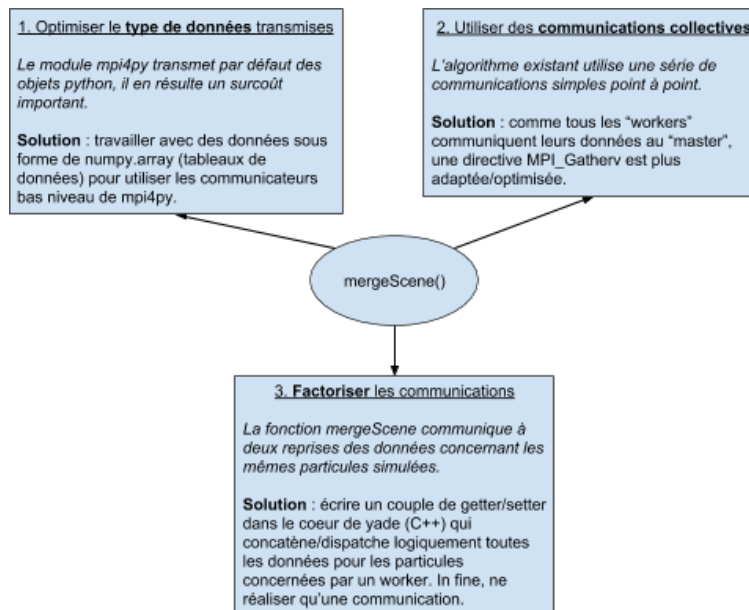 1. Optimiser le type de données transmises
Le module mpi4py transmet par défaut des
objets python, il en résulte un surcoût
important.
Solution : travailler avec des données sous
forme de numpy.array (tableaux de
données) pour utiliser les communicateurs
bas niveau de mpi4py.
2. Utiliser des communications collectives
L'algorithme existant utilise une série de
communications simples point à point.
Solution : comme tous les “workers”
communiquent leurs données au “master”,
une directive MPI_Gatherv est plus
adaptée/optimisée.
mergeScene()
3. Factoriser les communications
La fonction mergeScene communique à
deux reprises des données concernant les
mêmes particules simulées.
Solution : écrire un couple de getter/setter
dans le coeur de yade (C++) qui
concatène/dispatche logiquement toutes
les données pour les particules
concernées par un worker. In fine, ne
réaliser qu'une communication.